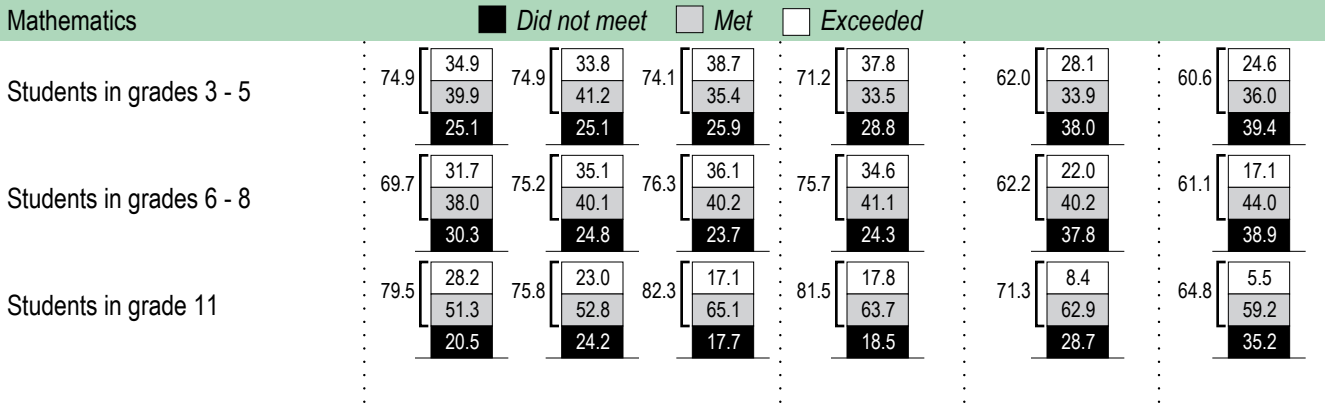 Mathematics Did not meet Met Exceeded
34.9 33.8 38.7 37.8 28.1 24.6
74.9 74.9 74.1 71.2 62.0 60.6
Students in grades 3 - 5 39.9 41.2 35.4 33.5 33.9 36.0
25.1 25.1 25.9 28.8 38.0 39.4
31.7 35.1 36.1 34.6 22.0 17.1
69.7 75.2 76.3 75.7 62.2 61.1
Students in grades 6 - 8 38.0 40.1 40.2 41.1 40.2 44.0
30.3 24.8 23.7 24.3 37.8 38.9
28.2 23.0 17.1 17.8 8.4 5.5
79.5 75.8 82.3 81.5 71.3 64.8
Students in grade 11 51.3 52.8 65.1 63.7 62.9 59.2
20.5 24.2 17.7 18.5 28.7 35.2